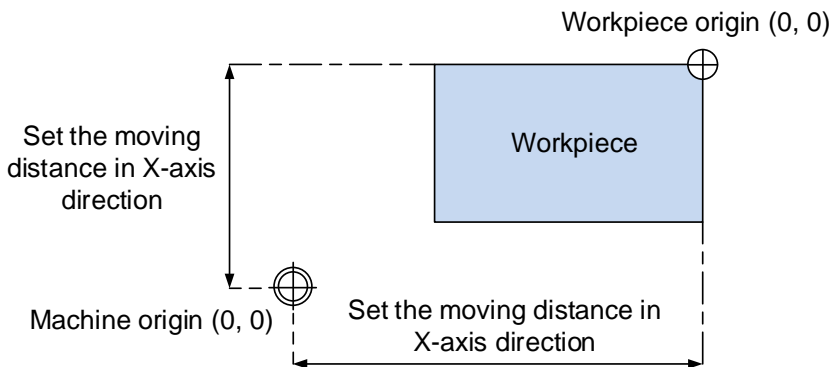 Workpiece origin (0, 0)
Set the moving
distance in X-axis
direction
Workpiece
Machine origin (0, 0)
Set the moving distance in
X-axis direction